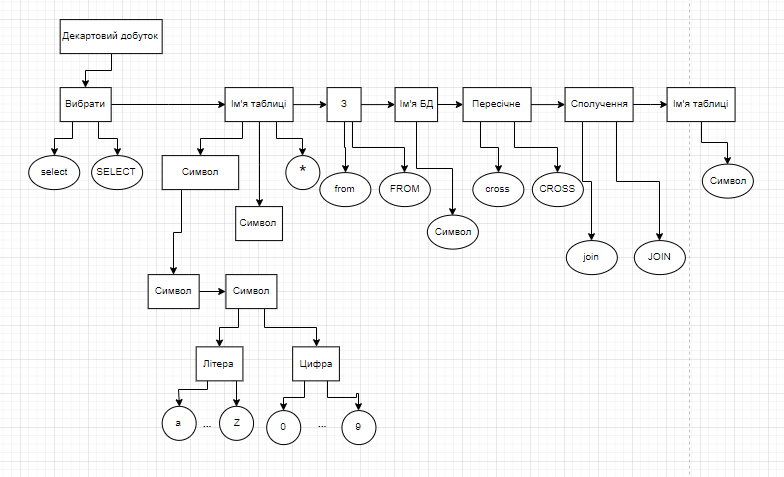 Декартовий добуток
Вибрати
Ім'я таблиці
З
Ім'я БД
Пересічне
Сполучення
Ім'я таблиці
select
SELECT
Символ
*
from
FROM
cross
CROSS
Символ
Символ
Символ
join
JOIN
Символ
Символ
Літера
Цифра
a
...
Z
0
...
9